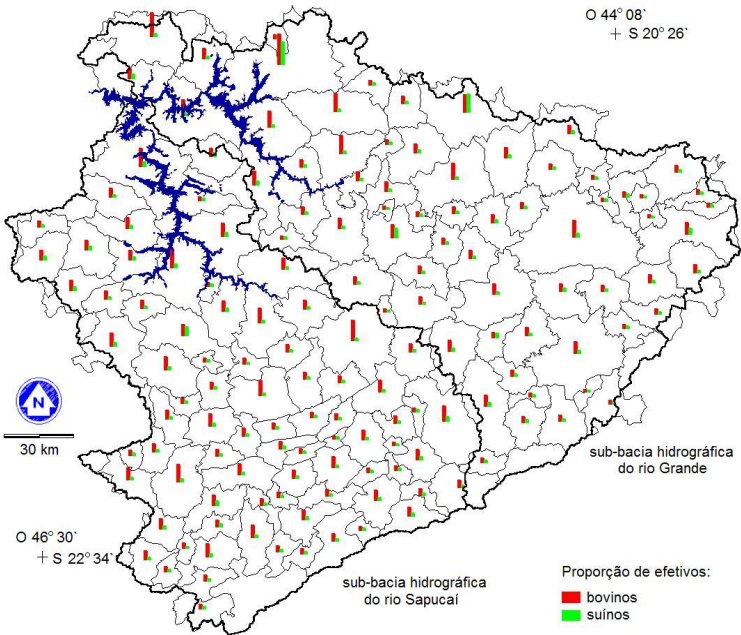 O 44° 08`
+ S 20° 26`
N
30 km
sub-bacia hidrográfica
do rio Grande
O 46° 30`
+ S 22° 34`
sub-bacia hidrográfica
do rio Sapucaí
Proporção de efetivos:
bovinos
suínos